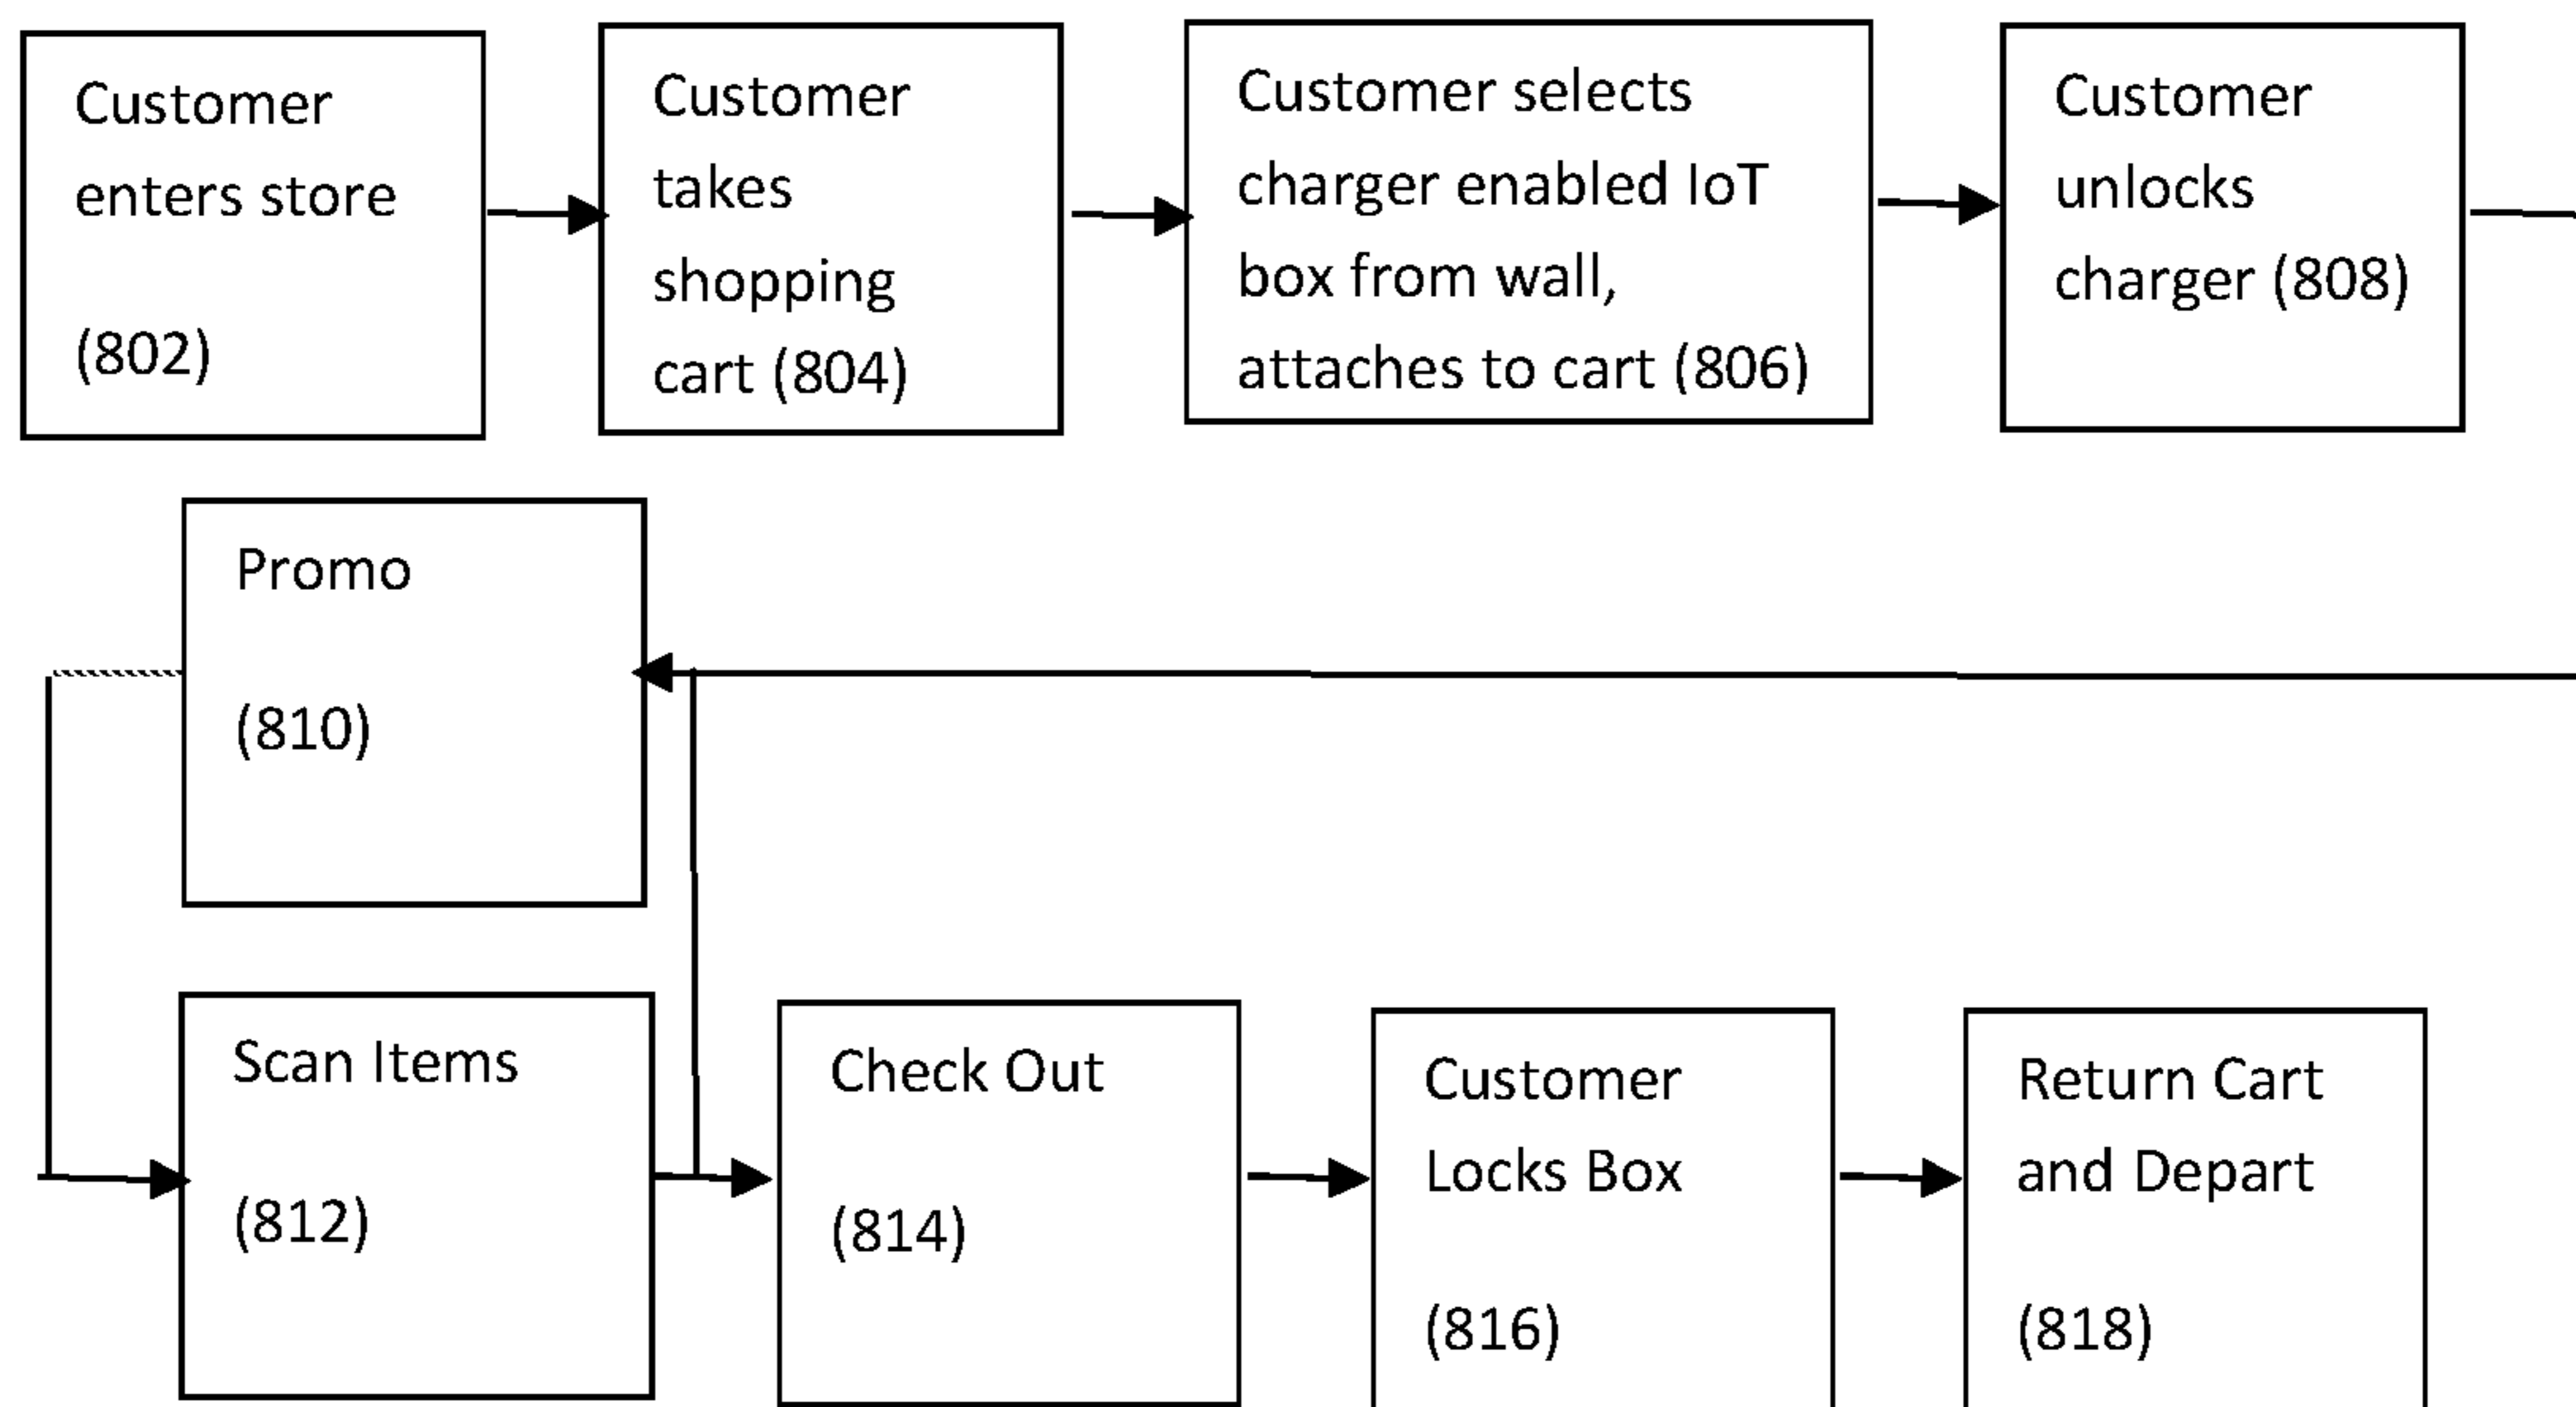 Customer
enters store
(802)
Customer
takes
shopping
cart (804)
Customer selects
charger enabled IoT
box from wall,
attaches to cart (806)
Customer
unlocks
charger (808)
Promo
(810)
Scan Items
(812)
Check Out
(814)
Customer
Locks Box
(816)
Return Cart
and Depart
(818)